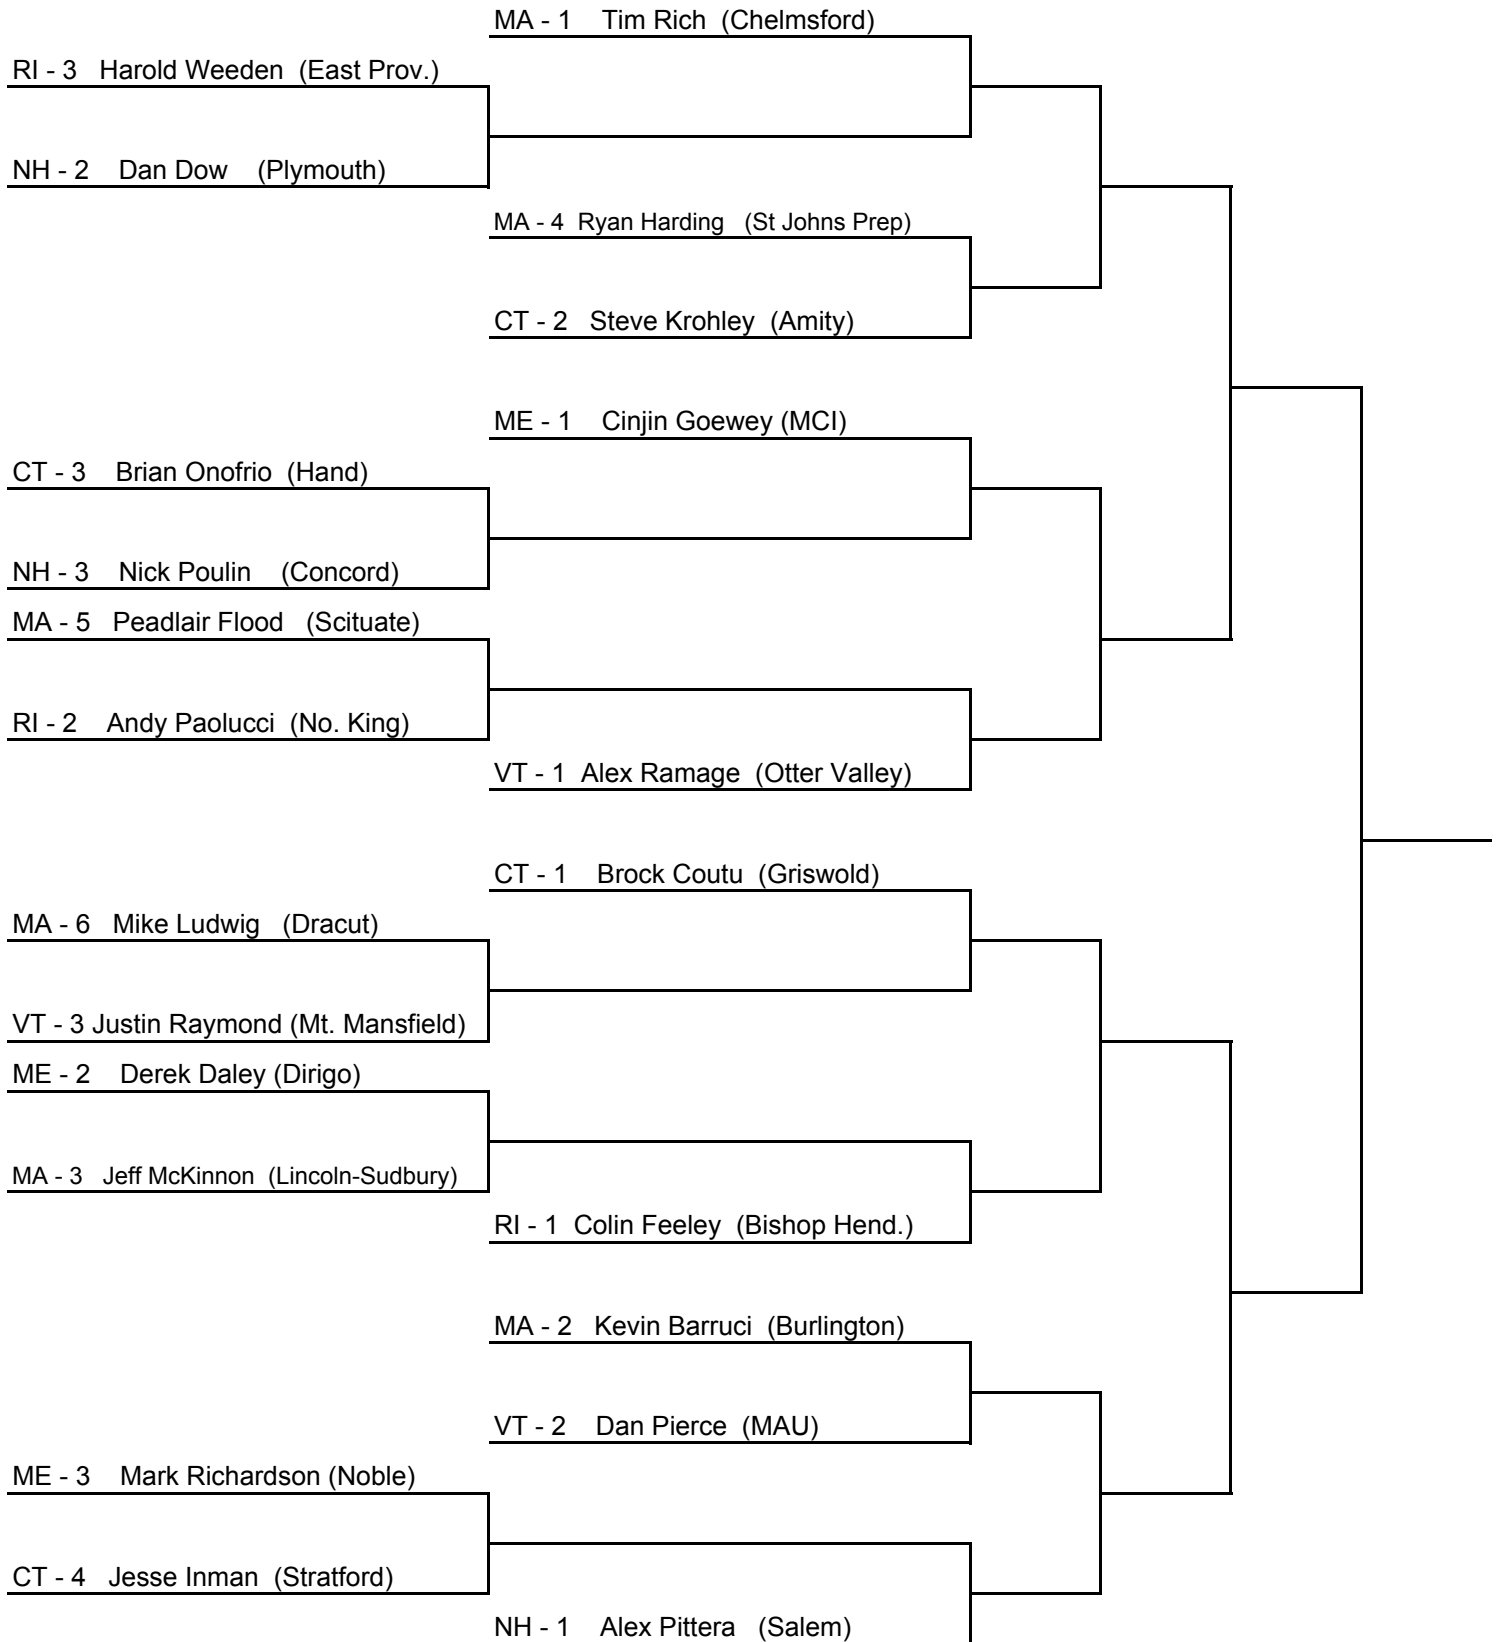 MA - 1 Tim Rich (Chelmsford)
RI - 3 Harold Weeden (East Prov.)
NH - 2 Dan Dow (Plymouth)
MA - 4 Ryan Harding (St Johns Prep)
CT - 2 Steve Krohley (Amity)
ME - 1 Cinjin Goewey (MCI)
CT - 3 Brian Onofrio (Hand)
NH - 3 Nick Poulin (Concord)
MA - 5 Peadlair Flood (Scituate)
RI - 2 Andy Paolucci (No. King)
VT - 1 Alex Ramage (Otter Valley)
CT - 1 Brock Coutu (Griswold)
MA - 6 Mike Ludwig (Dracut)
VT - 3 Justin Raymond (Mt. Mansfield)
ME - 2 Derek Daley (Dirigo)
MA - 3 Jeff McKinnon (Lincoln-Sudbury)
RI - 1 Colin Feeley (Bishop Hend.)
MA - 2 Kevin Barruci (Burlington)
VT - 2 Dan Pierce (MAU)
ME - 3 Mark Richardson (Noble)
CT - 4 Jesse Inman (Stratford)
NH - 1 Alex Pittera (Salem)